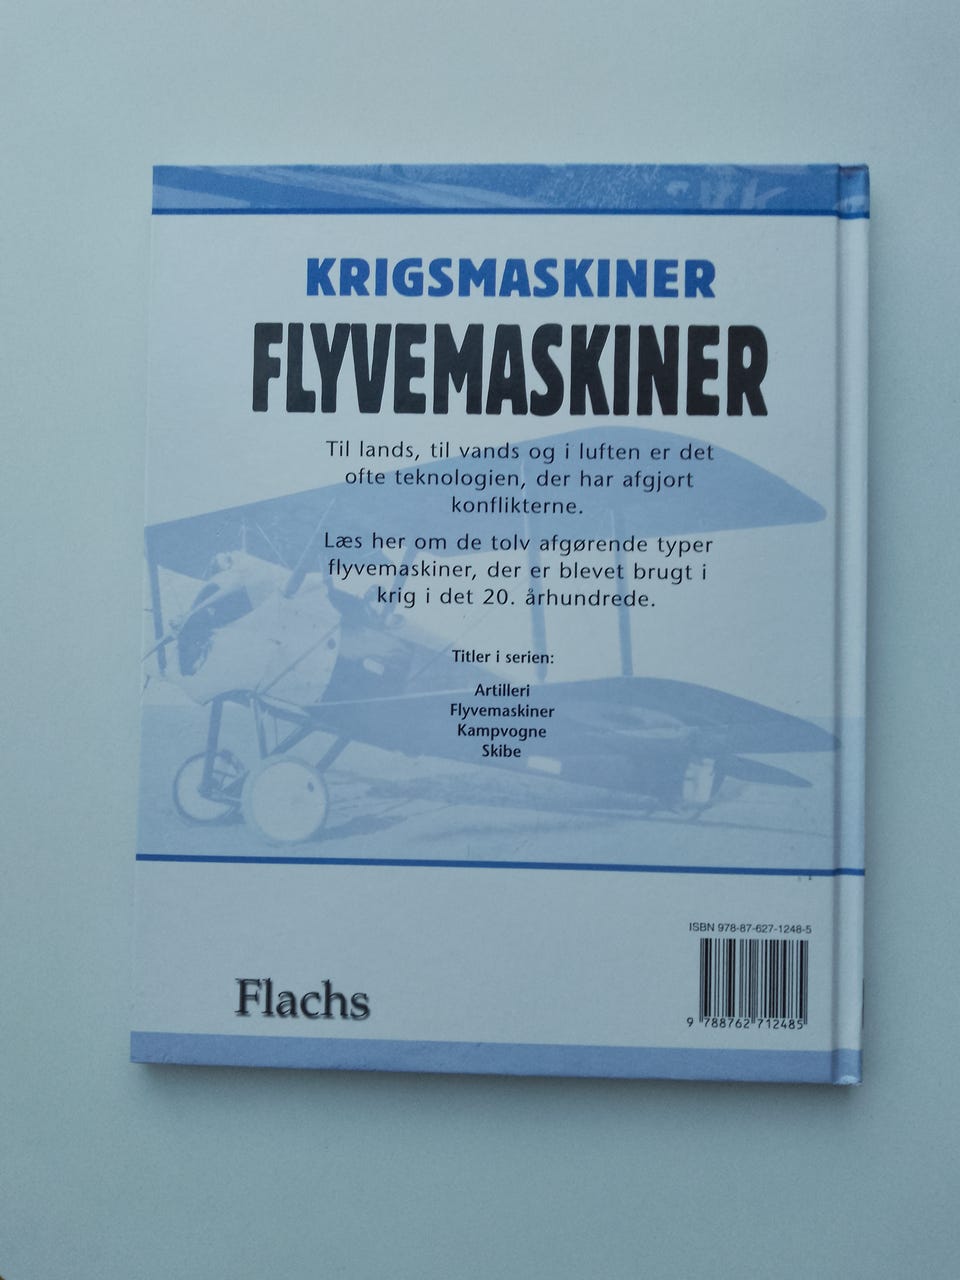 KRIGSMASKINER
FLYVEMASKINER
Til lands, til vands og i luften er det
ofte teknologien, der har afgjort
konflikterne.
Læs her om de tolv afgørende typer
flyvemaskiner, der er blevet brugt i
krig i det 20. århundrede.
Titler i serien:
Artilleri
Flyvemaskiner
Kampvogne
Skibe
ISBN 978-87-627-1248-5
Flachs
9 788762 712485